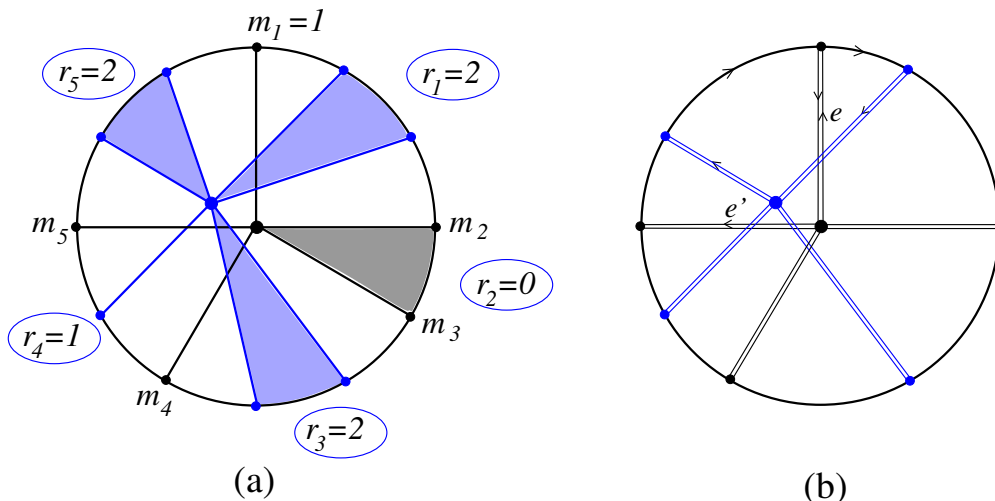 m₁=1
r₅=2
r₁=2
e
m₅
m₂
e’
r₂=0
m₃
r₄=1
m₄
r₃=2
(a)
(b)